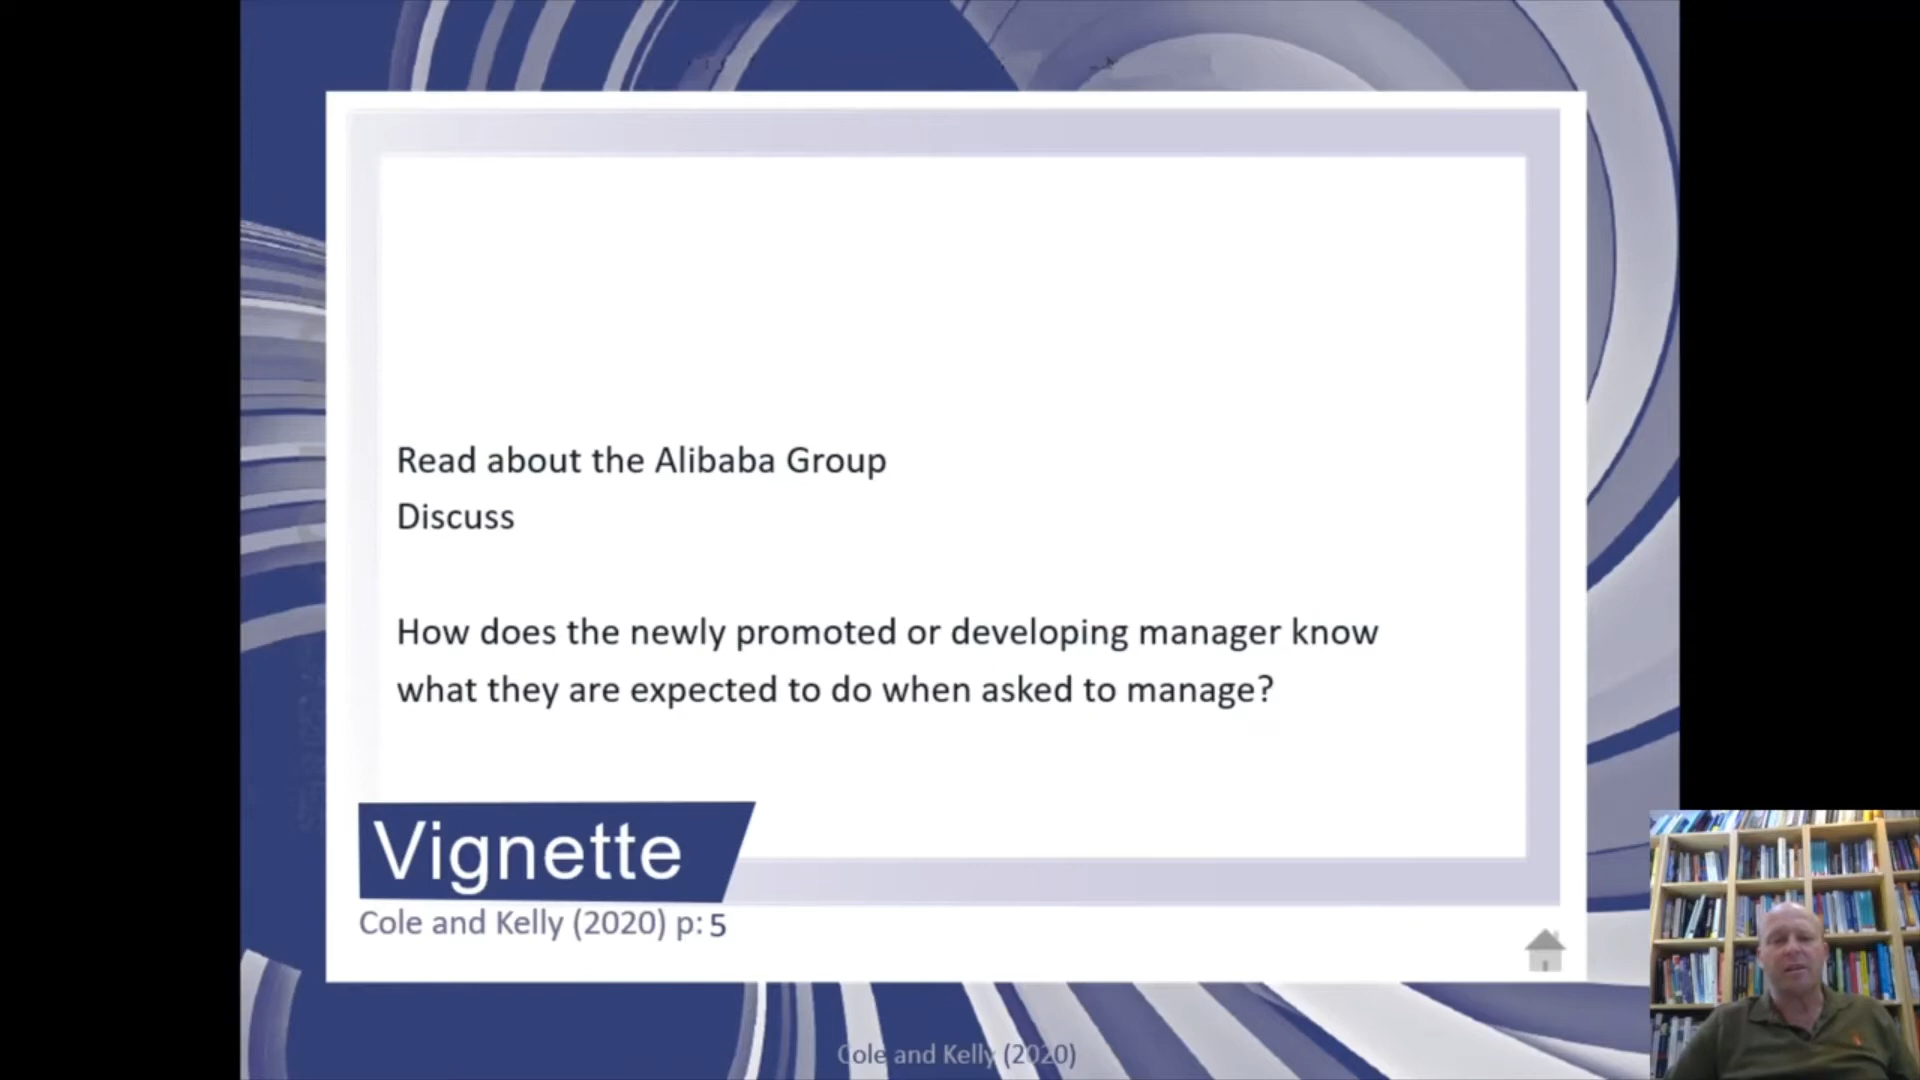 Read about the Alibaba Group
Discuss
How does the newly promoted or developing manager know
what they are expected to do when asked to manage?
Vignette
Cole and Kelly (2020) p: 5
Cole and Kelly (2020)